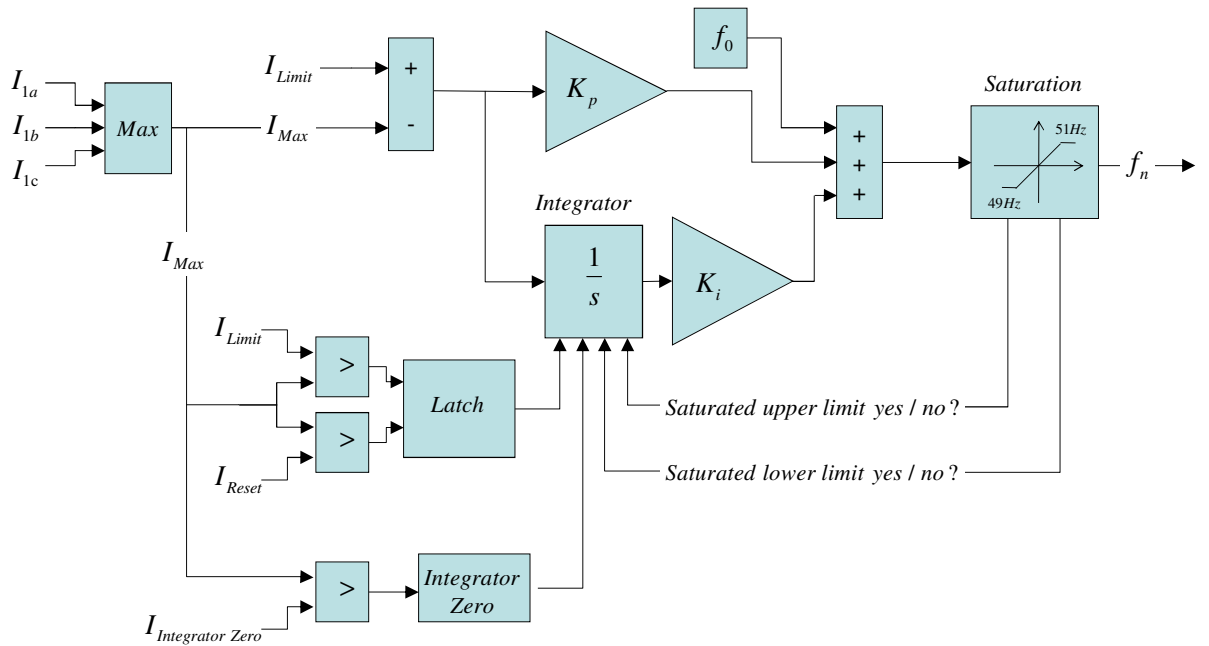 f0
Saturation
I1a
I1b
I1c
Max
ILimit
IMax
+
-
Kp
+
+
+
51Hz
49Hz
fn
Integrator
1
s
Ki
IMax
ILimit
>
>
Latch
IReset
Saturated upper limit yes / no ?
Saturated lower limit yes / no ?
>
Integrator
Zero
IIntegrator Zero